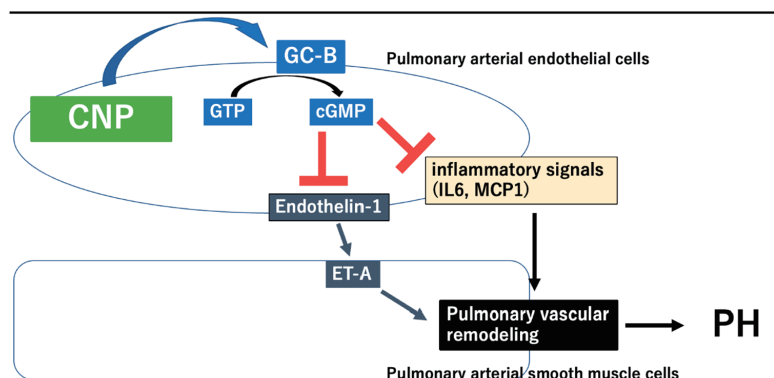 GC-B
Pulmonary arterial endothelial cells
CNP
GTP
cGMP
inflammatory signals
(IL6, MCP1)
Endothelin-1
ET-A
Pulmonary vascular
remodeling
PH
Pulmonary arterial smooth muscle cells